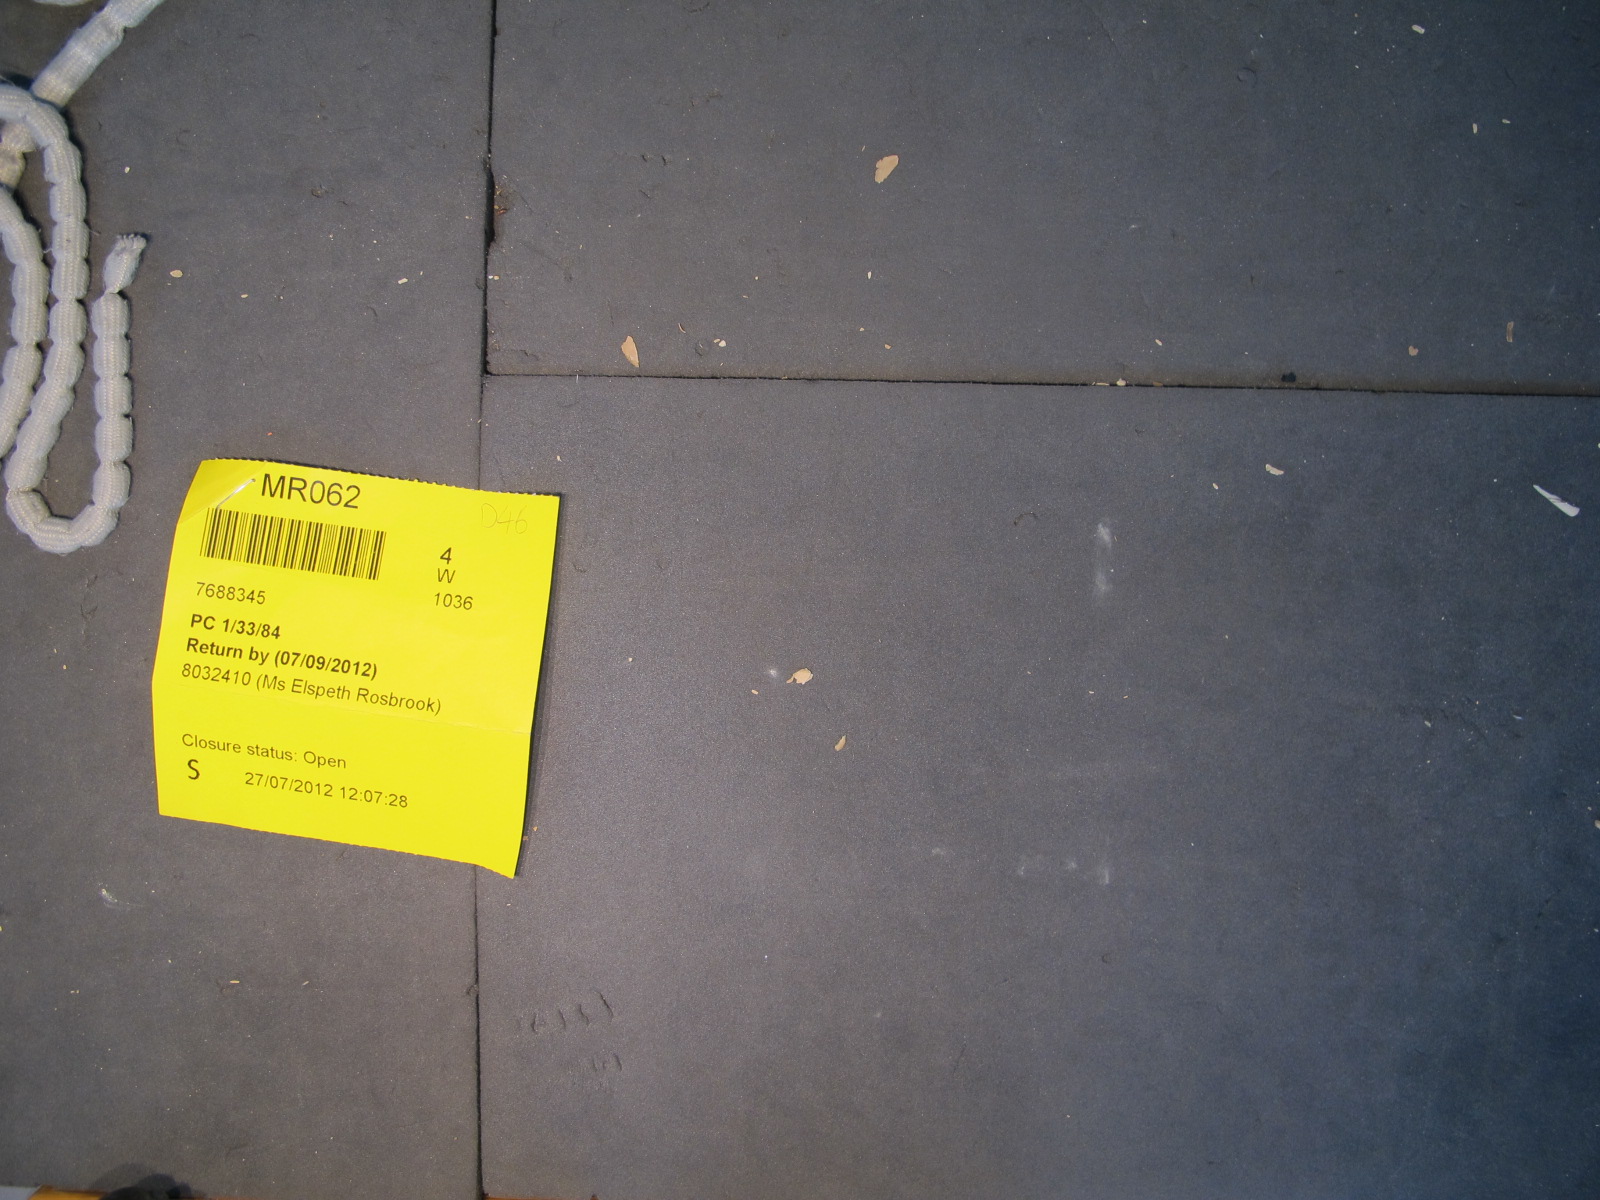 MR062
D46
4
W
7688345
1036
PC 1/33/84
Return by (07/09/2012)
8032410 (Ms Elspeth Rosbrook)
Closure status: Open
S
27/07/2012 12:07:28